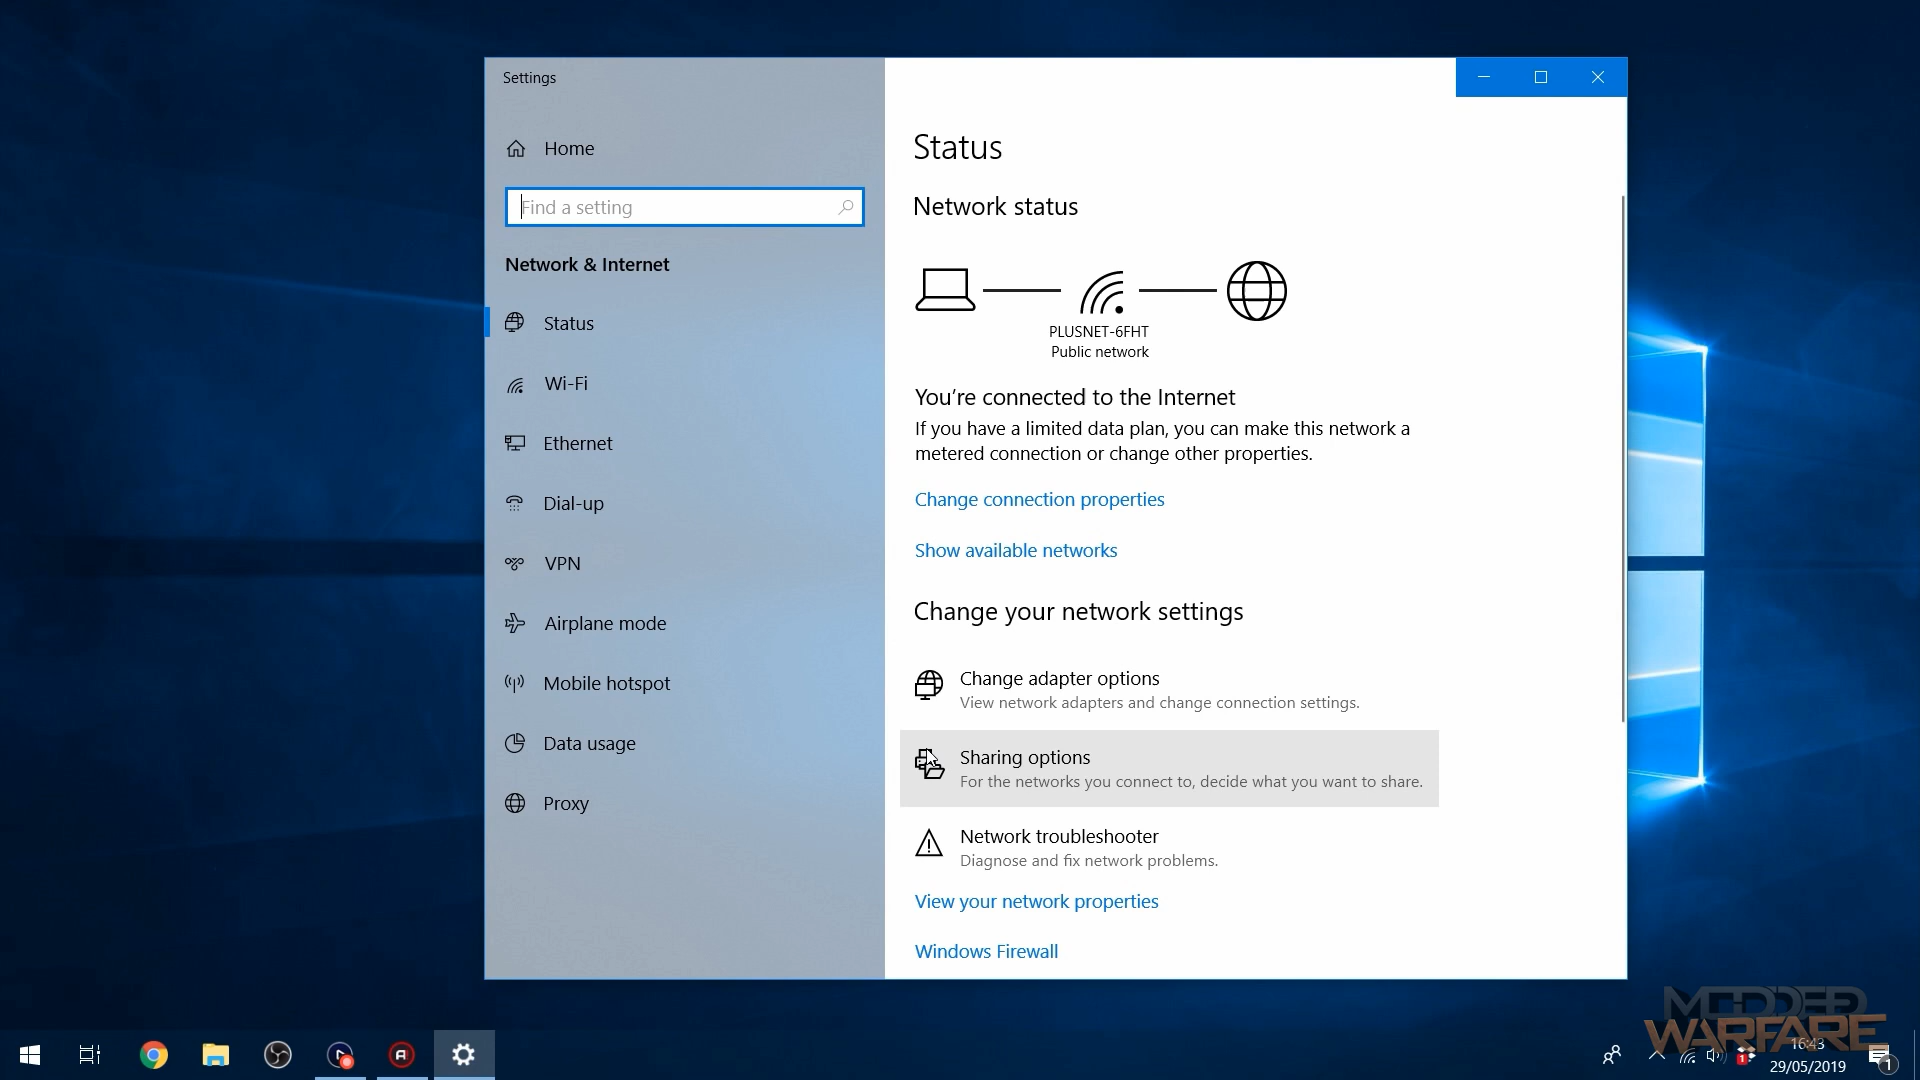 Settings
Home
Find a setting
Network & Internet
Status
Wi-Fi
Ethernet
Dial-up
VPN
Airplane mode
Mobile hotspot
Data usage
Proxy
Status
Network status
PLUSNET-6FHT
Public network
You're connected to the Internet
If you have a limited data plan, you can make this network a
metered connection or change other properties.
Change connection properties
Show available networks
Change your network settings
Change adapter options
View network adapters and change connection settings.
Sharing options
For the networks you connect to, decide what you want to share.
Network troubleshooter
Diagnose and fix network problems.
View your network properties
Windows Firewall
MODDED
WARFARE
16:43
29/05/2019
1
1